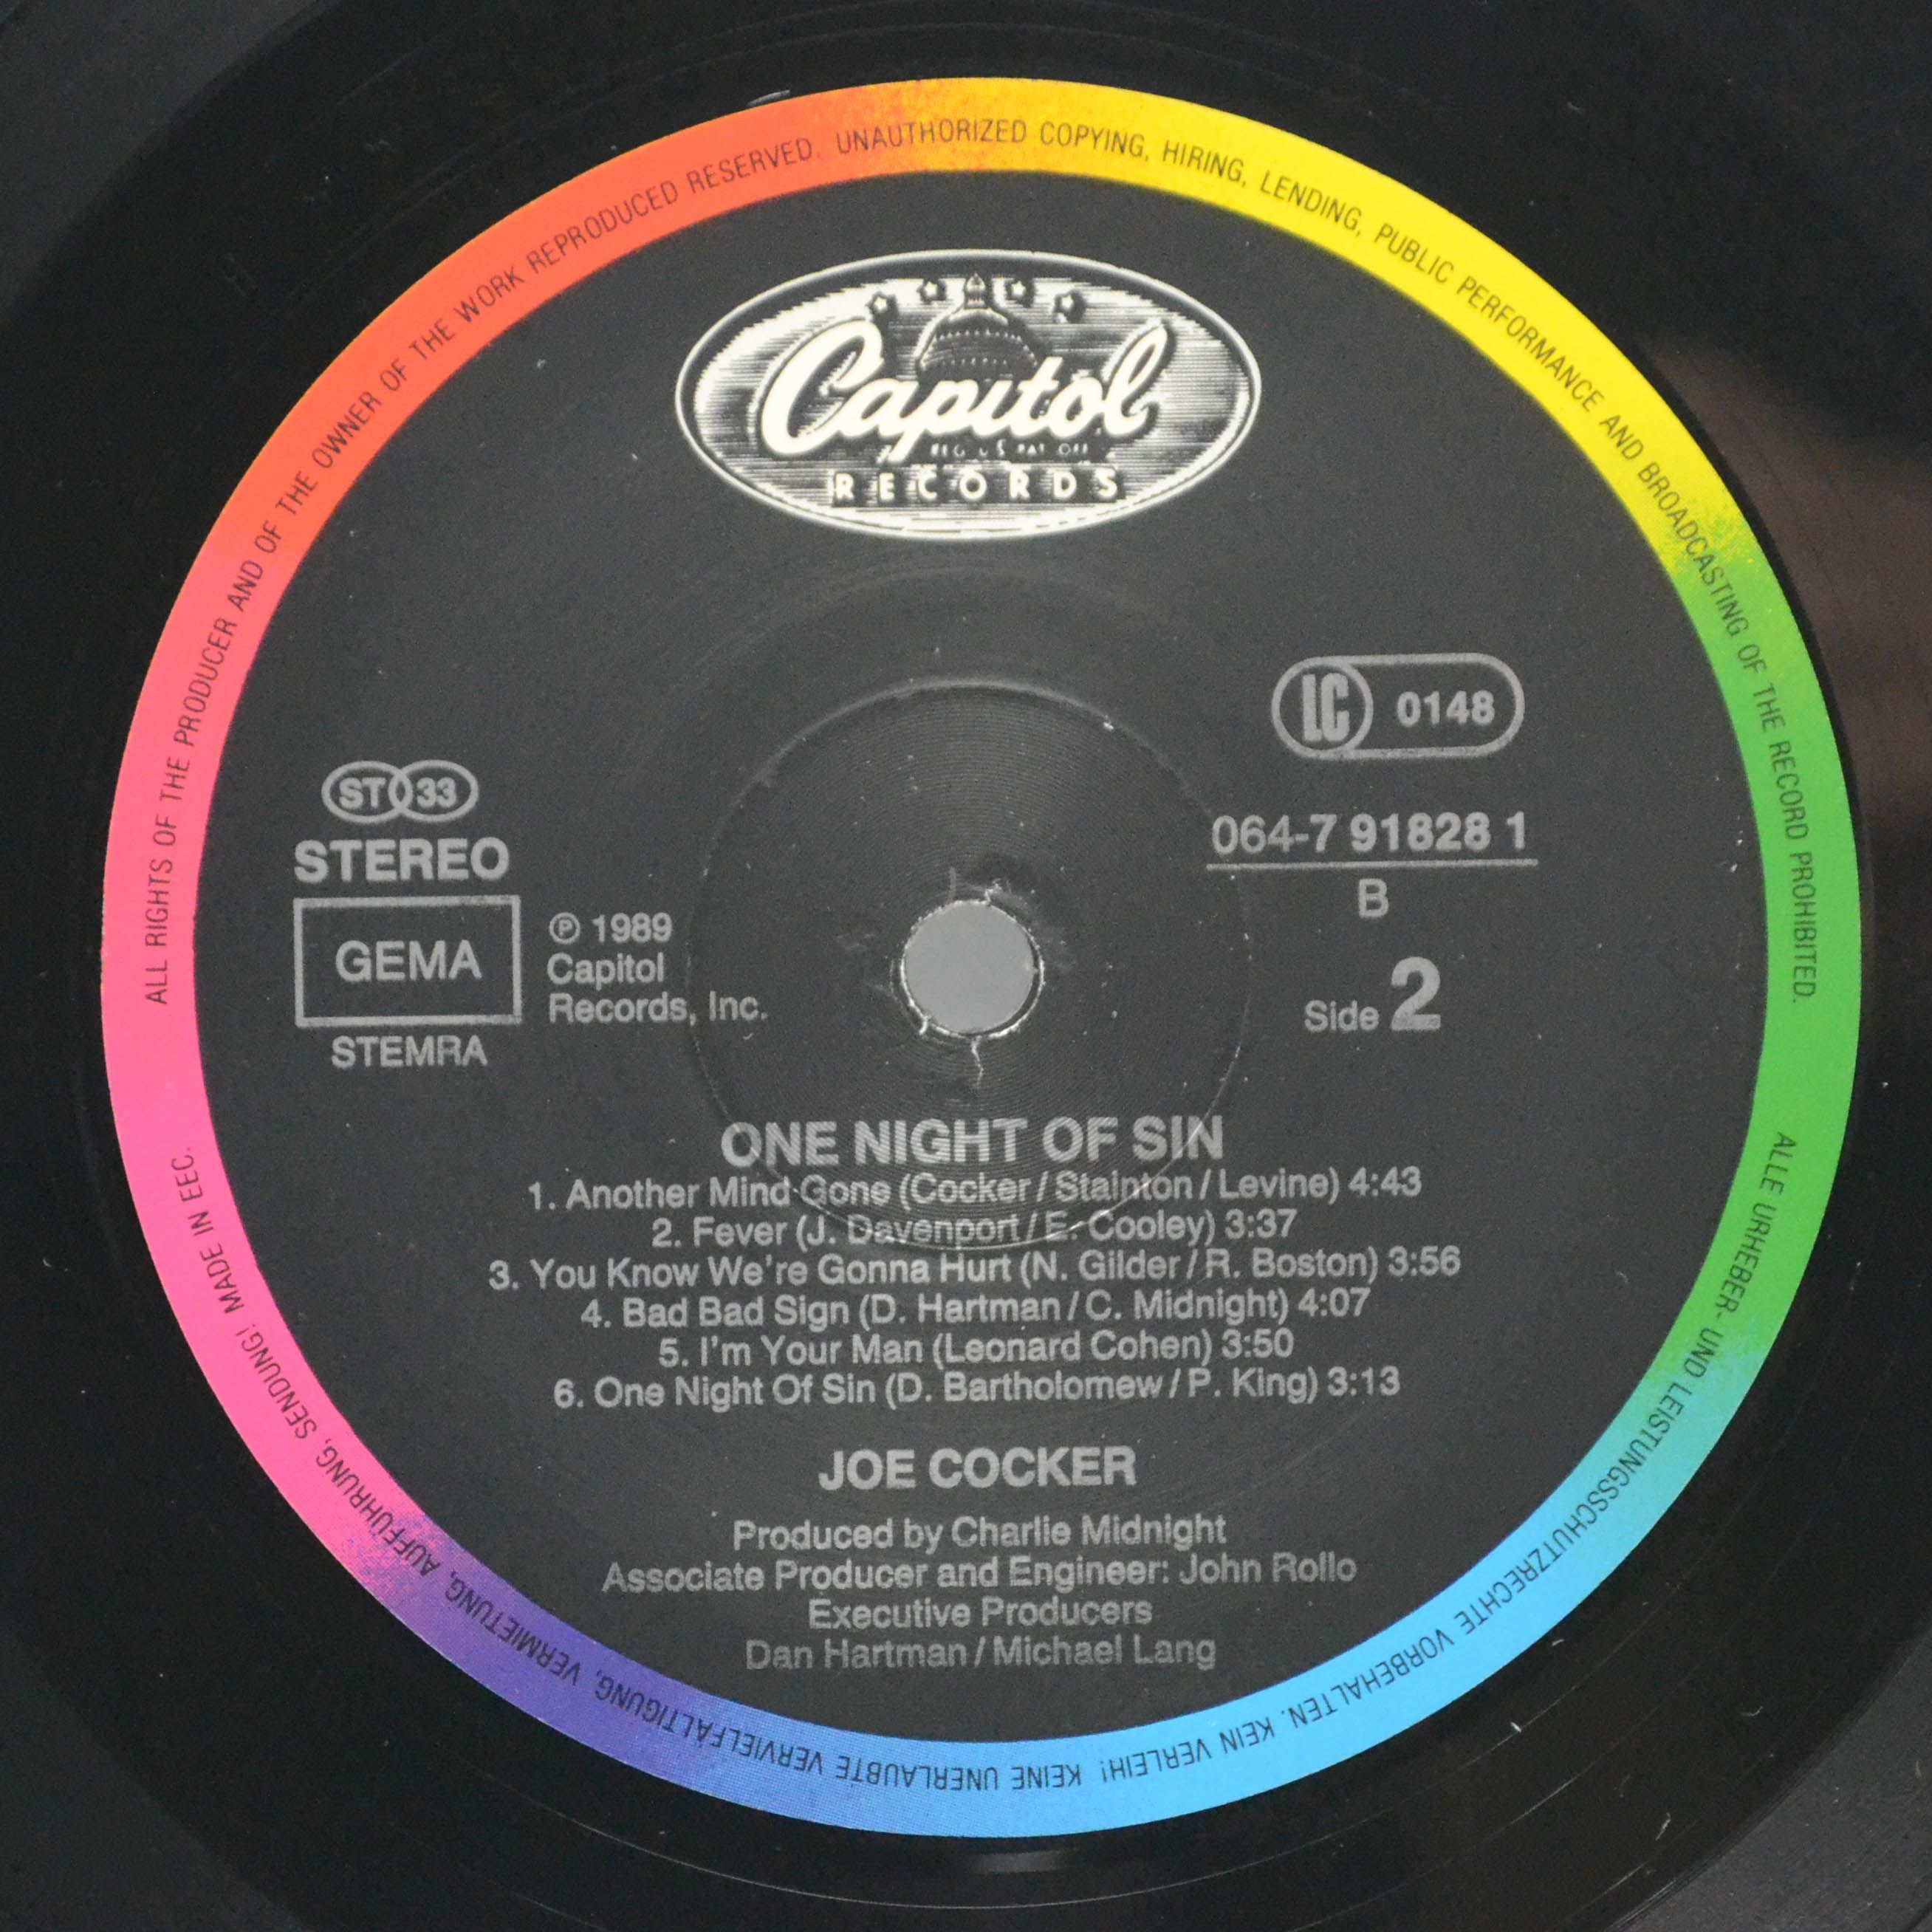 ALL RIGHTS OF THE PRODUCER AND OF THE OWNER OF THE WORK REPRODUCED RESERVED. UNAUTHORIZED COPYING, HIRING, LENDING, PUBLIC PERFORMANCE AND BROADCASTING OF THE RECORD PROHIBITED.
Capitol
REG. U.S. PAT. OFF.
RECORDS
LC 0148
ST 33
STEREO
GEMA
STEMRA
℗ 1989
Capitol
Records, Inc.
064-7 91828 1
B
Side 2
ONE NIGHT OF SIN
1. Another Mind Gone (Cocker/Stainton/Levine) 4:43
2. Fever (J. Davenport/E. Cooley) 3:37
3. You Know We're Gonna Hurt (N. Gilder/R. Boston) 3:56
4. Bad Bad Sign (D. Hartman/C. Midnight) 4:07
5. I'm Your Man (Leonard Cohen) 3:50
6. One Night Of Sin (D. Bartholomew/P. King) 3:13
JOE COCKER
Produced by Charlie Midnight
Associate Producer and Engineer: John Rollo
Executive Producers
Dan Hartman/Michael Lang
ALLE URHEBER- UND LEISTUNGSSCHUTZRECHTE VORBEHALTEN. KEIN VERLEIH! KEINE UNERLAUBTE VERVIELFÄLTIGUNG, VERMIETUNG, AUFFÜHRUNG, SENDUNG! MADE IN EEC.